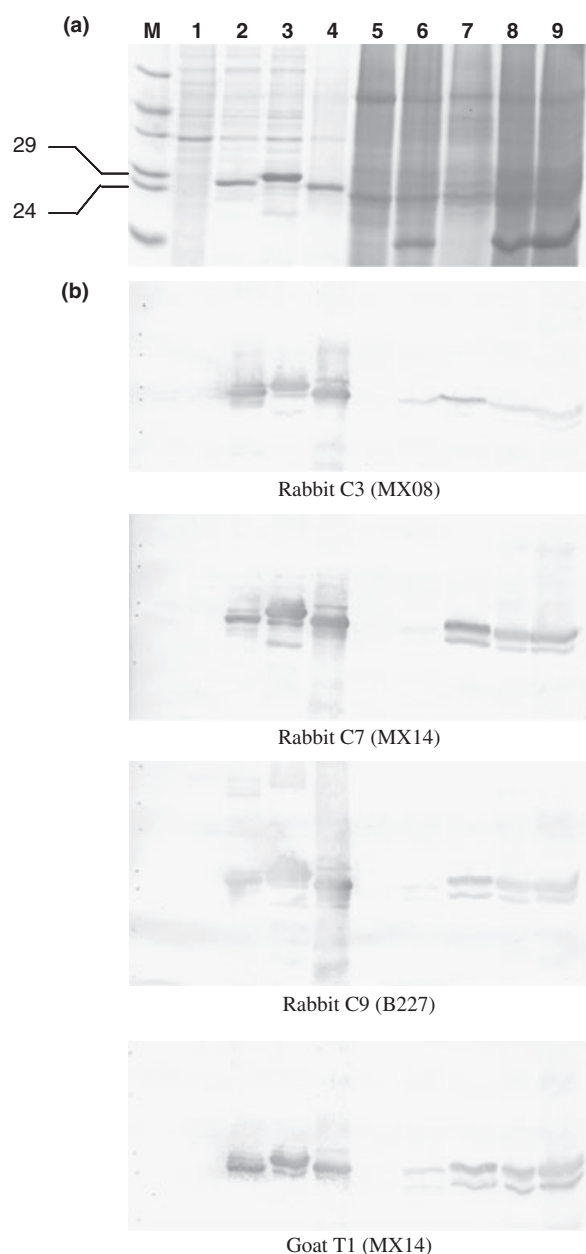 (a) M 1 2 3 4 5 6 7 8 9
29
24
(b)
Rabbit C3 (MX08)
Rabbit C7 (MX14)
Rabbit C9 (B227)
Goat T1 (MX14)